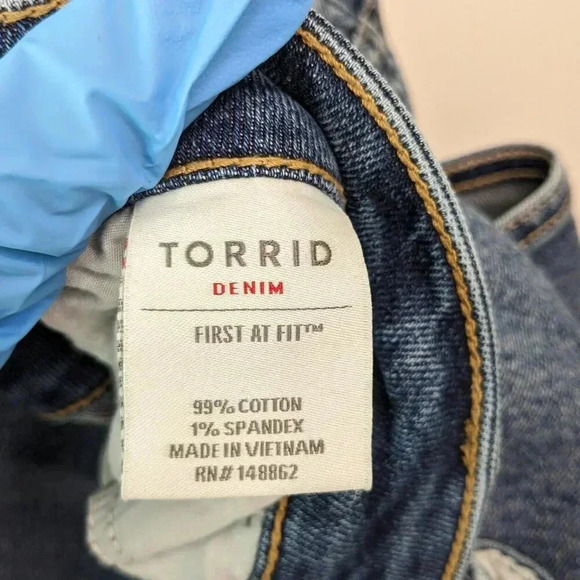 TORRID
DENIM
FIRST AT FIT™
99% COTTON
1% SPANDEX
MADE IN VIETNAM
RN# 148862